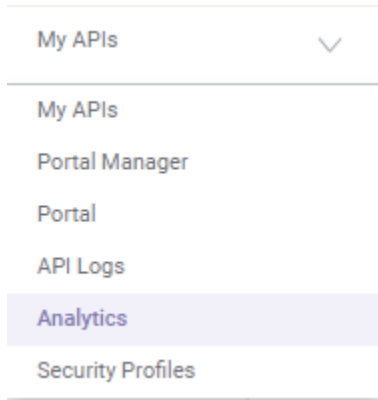 My APIs
My APIs
Portal Manager
Portal
API Logs
Analytics
Security Profiles